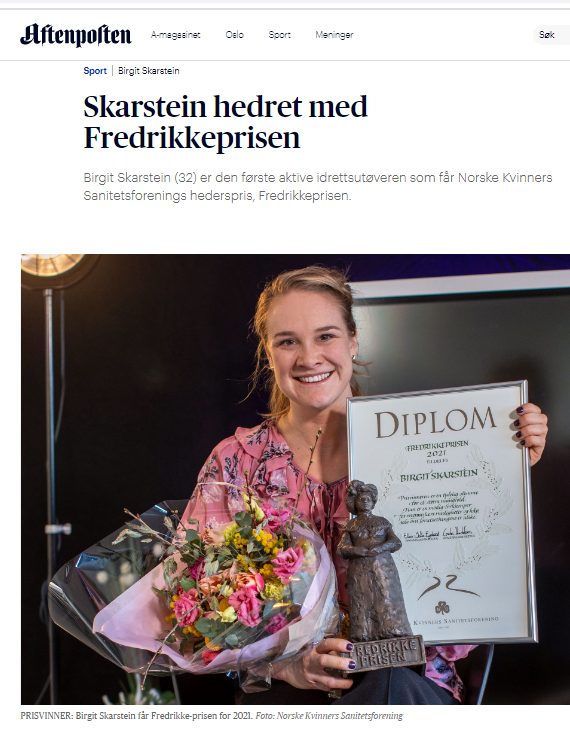 Aftenposten
A-magasinet Oslo Sport Meninger Søk
Sport | Birgit Skarstein
Skarstein hedret med
Fredrikkeprisen
Birgit Skarstein (32) er den første aktive idrettsutøveren som får Norske Kvinners
Sanitetsforenings hederspris, Fredrikkeprisen.
DIPLOM
FREDRIKKEPRISEN
2021
TILDELES
BIRGIT SKARSTEIN
KVINNERS SANITETSFORENING
FREDRIKKE
PRISEN
PRISVINNER: Birgit Skarstein får Fredrikke-prisen for 2021. Foto: Norske Kvinners Sanitetsforening